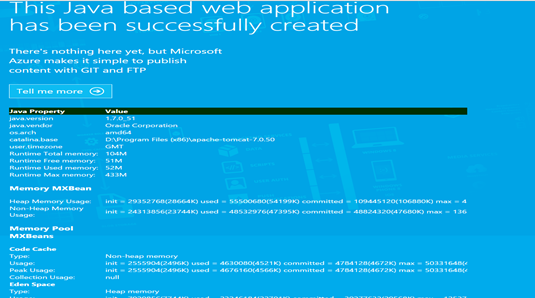 This Java based web application
has been successfully created
There's nothing here yet, but Microsoft
Azure makes it simple to publish
content with GIT and FTP
Tell me more
Java Property Value
java.version 1.7.0_51
java.vendor Oracle Corporation
os.arch amd64
catalina.base D:\Program Files (x86)\apache-tomcat-7.0.50
user.timezone GMT
Runtime Total memory: 104M
Runtime Free memory: 51M
Runtime Used memory: 52M
Runtime Max memory: 433M
Memory MXBean
Heap Memory Usage: init = 29352768(28664K) used = 55500680(54199K) committed = 109445120(106880K) max = 4
Non-Heap Memory
Usage: init = 24313856(23744K) used = 48532976(47395K) committed = 48824320(47680K) max = 136
Memory Pool
MXBeans
Code Cache
Type: Non-heap memory
Usage: init = 2555904(2496K) used = 4630080(4521K) committed = 4784128(4672K) max = 50331648(
Peak Usage: init = 2555904(2496K) used = 4676160(4566K) committed = 4784128(4672K) max = 50331648(
Collection Usage: null
Eden Space
Type: Heap memory